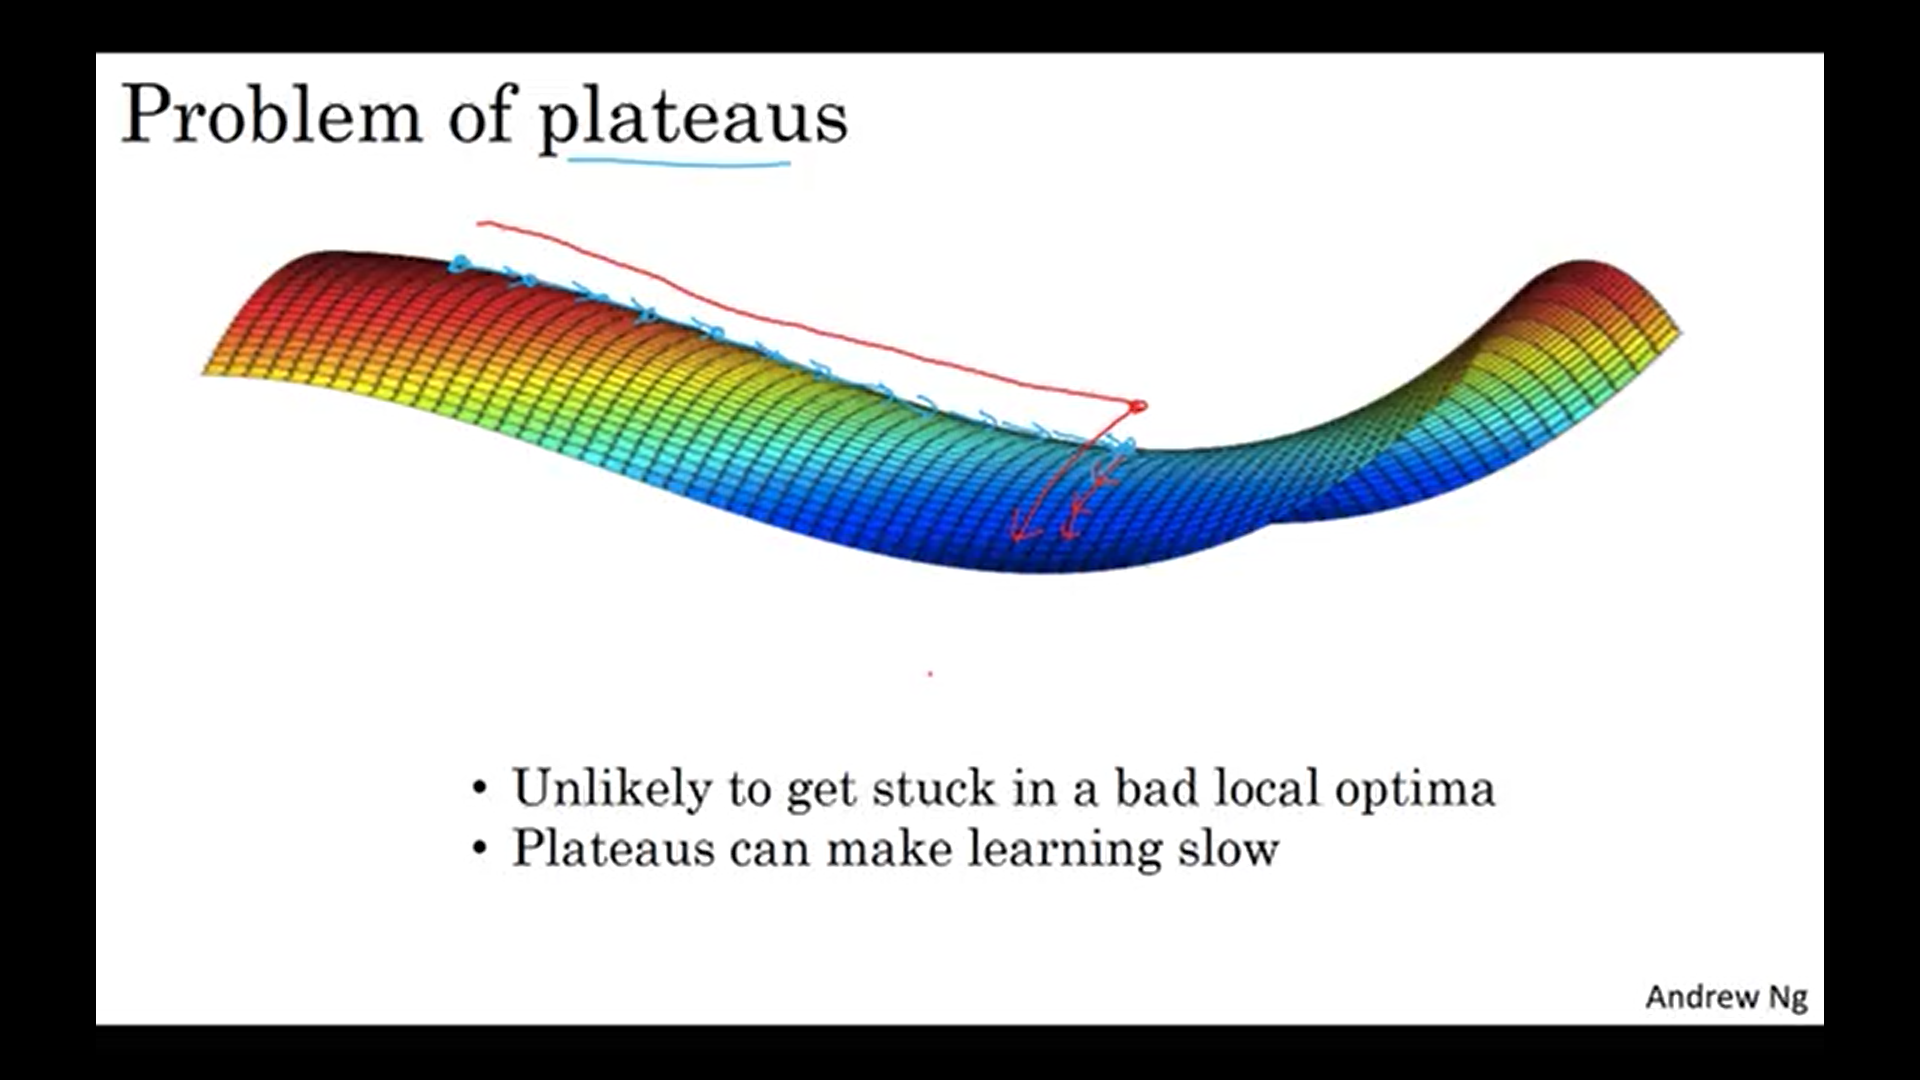 Problem of plateaus
• Unlikely to get stuck in a bad local optima
• Plateaus can make learning slow
Andrew Ng